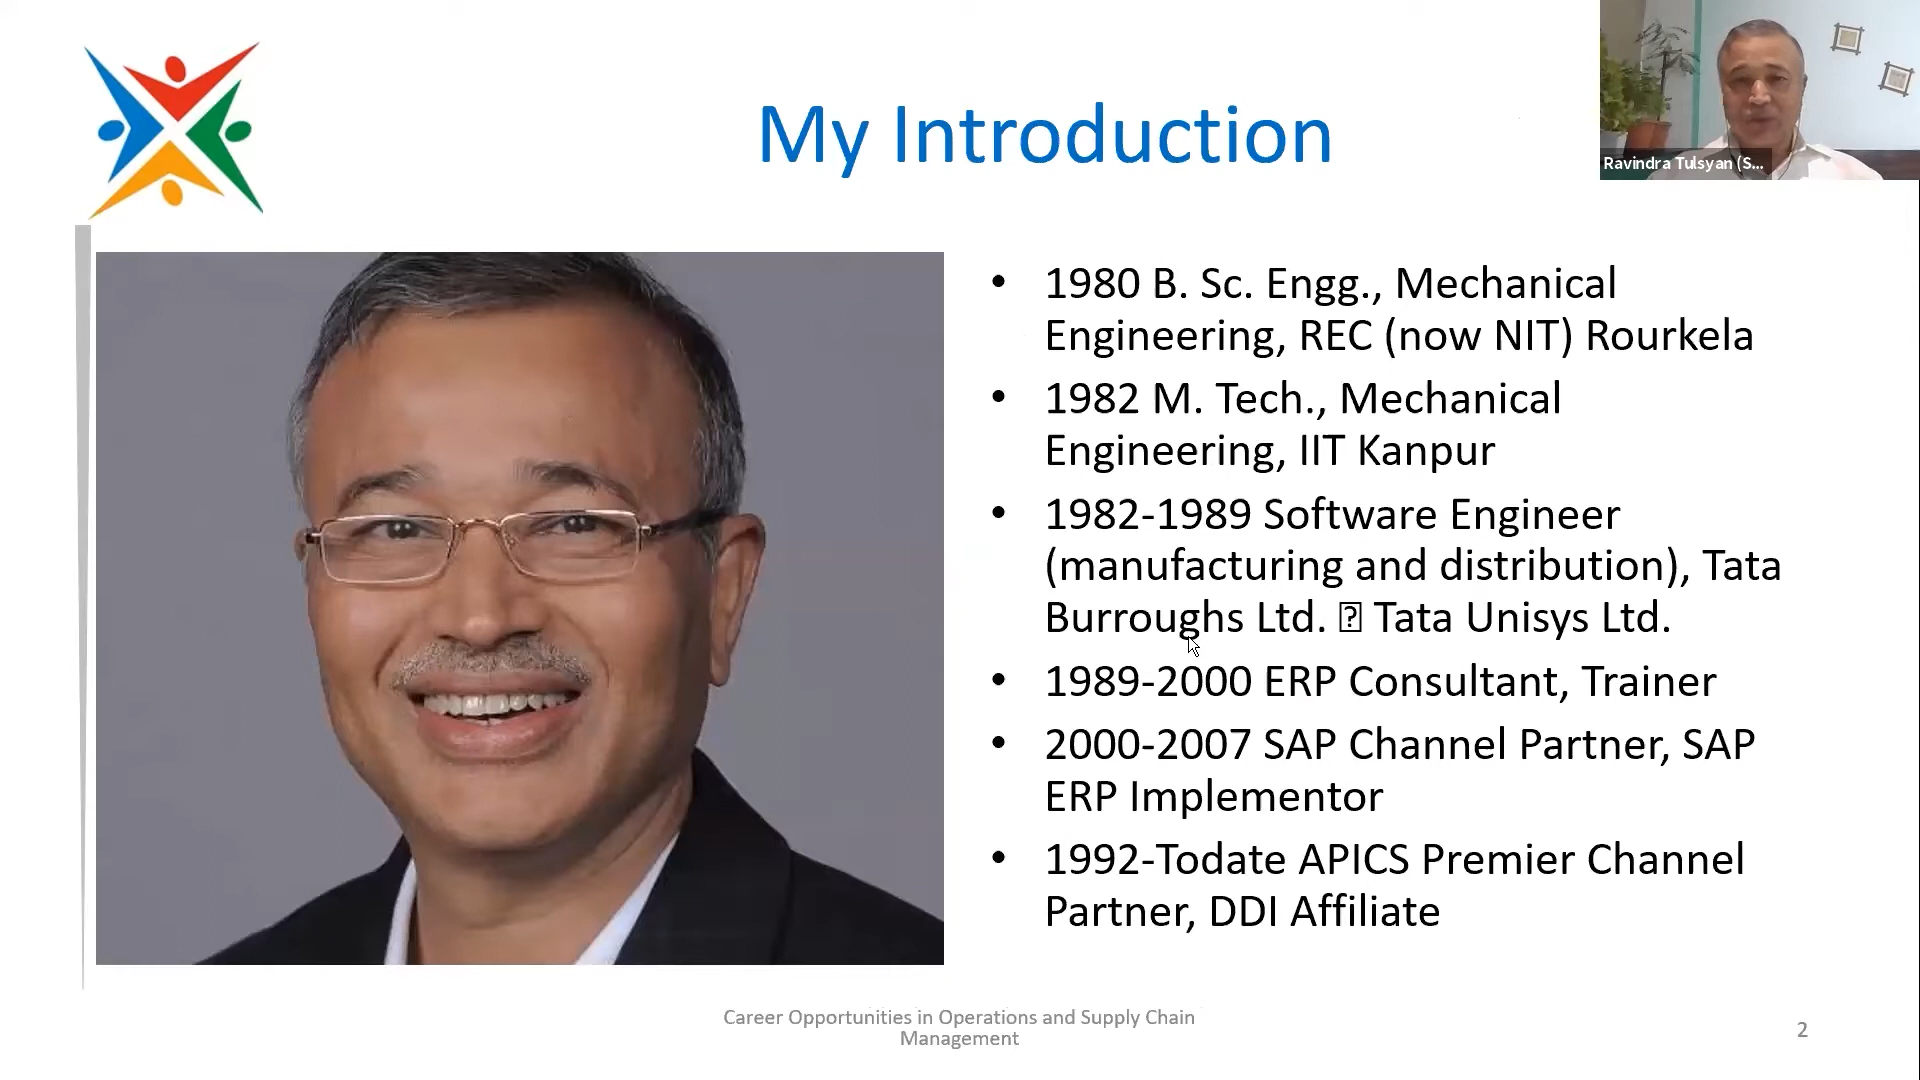 My Introduction
Ravindra Tulsyan (S...
• 1980 B. Sc. Engg., Mechanical
Engineering, REC (now NIT) Rourkela
• 1982 M. Tech., Mechanical
Engineering, IIT Kanpur
• 1982-1989 Software Engineer
(manufacturing and distribution), Tata
Burroughs Ltd. ⍰ Tata Unisys Ltd.
• 1989-2000 ERP Consultant, Trainer
• 2000-2007 SAP Channel Partner, SAP
ERP Implementor
• 1992-Todate APICS Premier Channel
Partner, DDI Affiliate
Career Opportunities in Operations and Supply Chain
Management
2